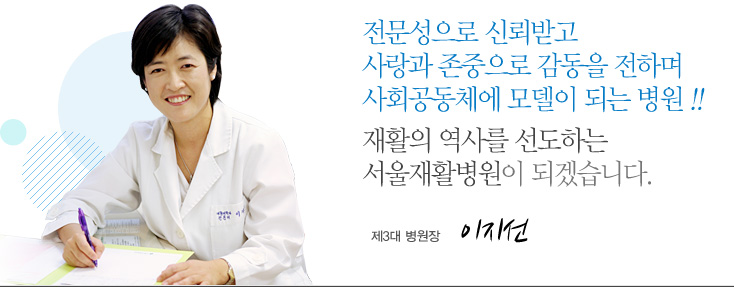 전문성으로 신뢰받고
사랑과 존중으로 감동을 전하며
사회공동체에 모델이 되는 병원 !!
재활의 역사를 선도하는
서울재활병원이 되겠습니다.
제3대 병원장 이지선